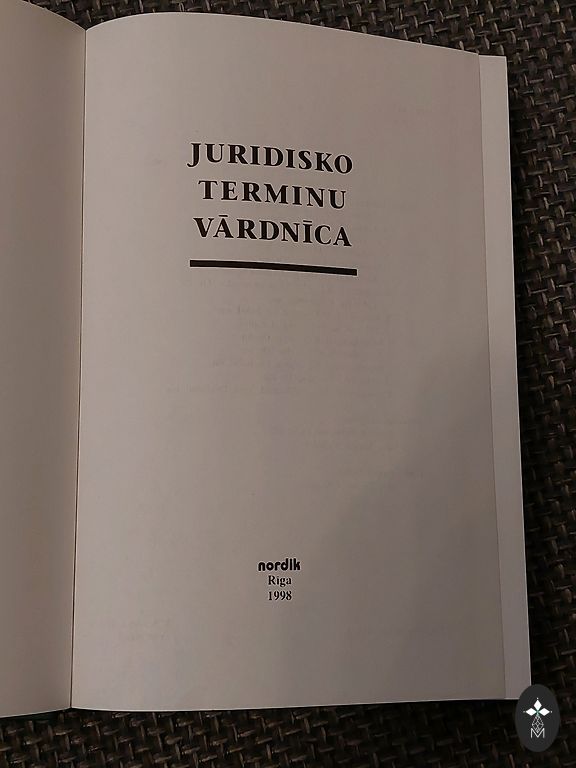 JURIDISKO
TERMINU
VĀRDNĪCA
nordik
Rīga
1998